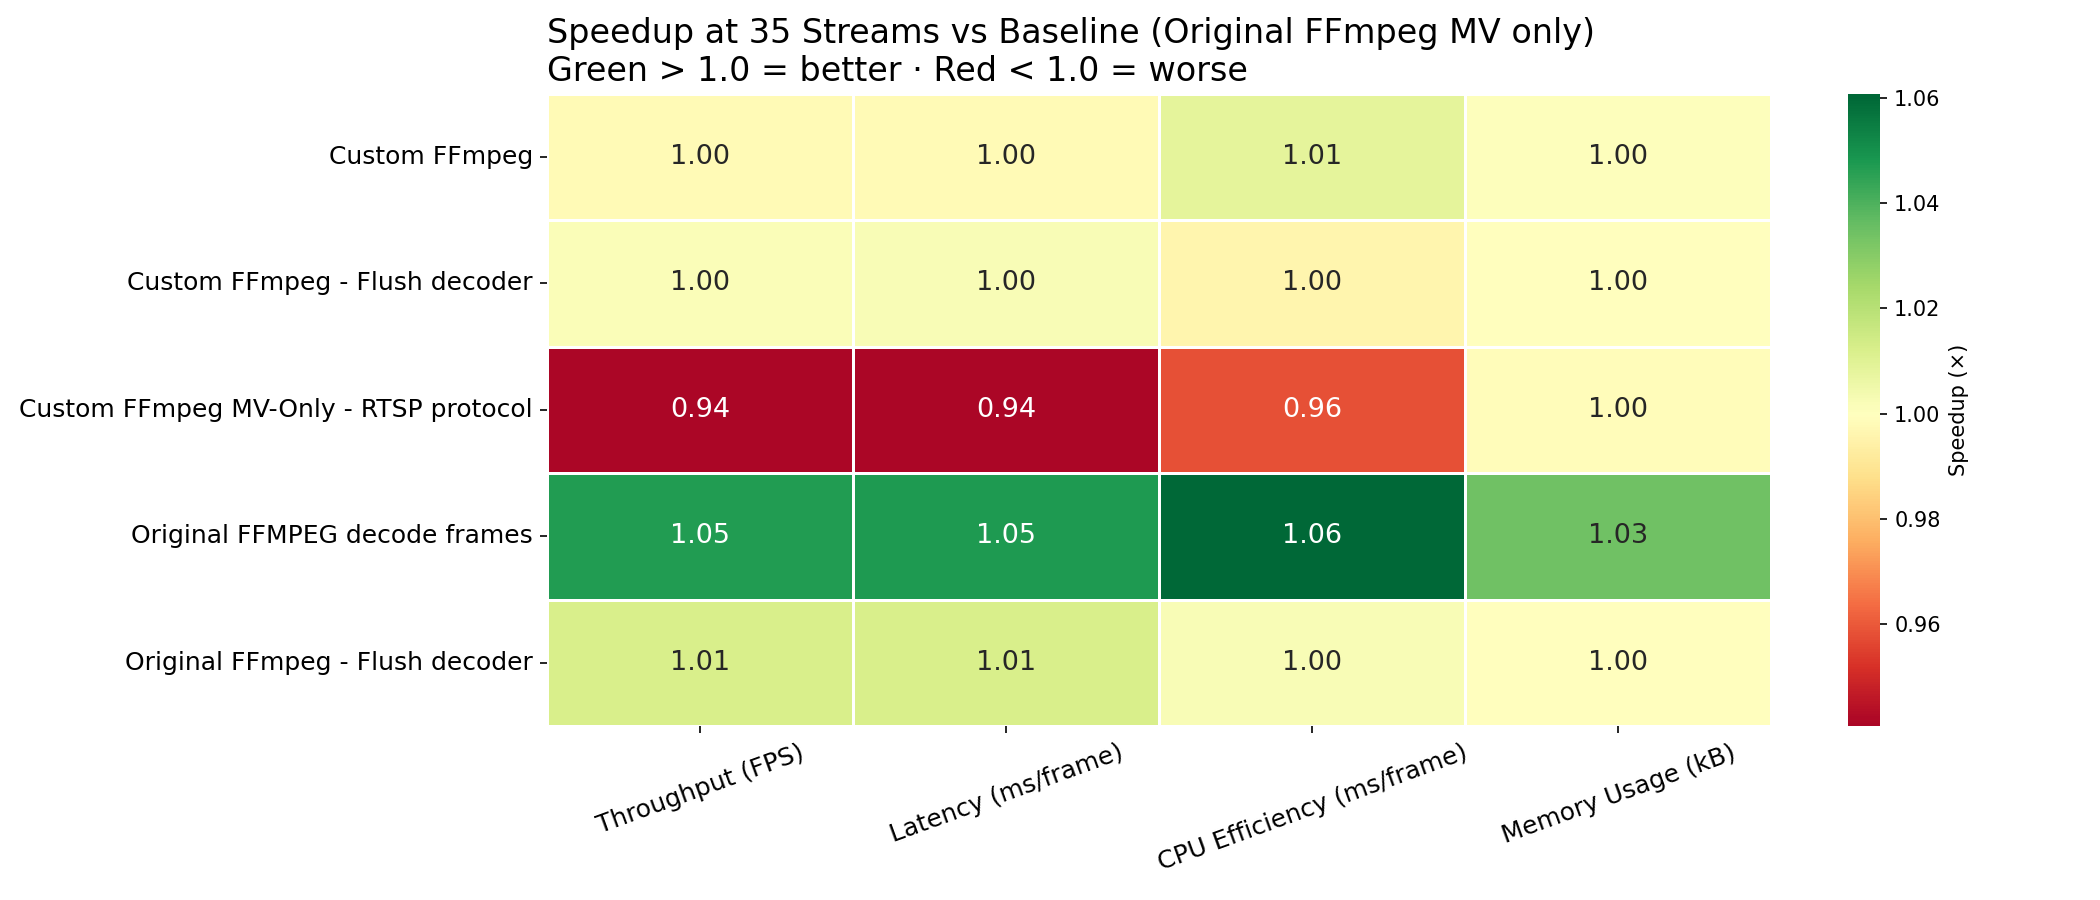 Speedup at 35 Streams vs Baseline (Original FFmpeg MV only)
Green > 1.0 = better · Red < 1.0 = worse
Custom FFmpeg
1.00 1.00 1.01 1.00
Custom FFmpeg - Flush decoder
1.00 1.00 1.00 1.00
Custom FFmpeg MV-Only - RTSP protocol
0.94 0.94 0.96 1.00
Original FFMPEG decode frames
1.05 1.05 1.06 1.03
Original FFmpeg - Flush decoder
1.01 1.01 1.00 1.00
Throughput (FPS)
Latency (ms/frame)
CPU Efficiency (ms/frame)
Memory Usage (kB)
1.06
1.04
1.02
1.00
0.98
0.96
Speedup (×)